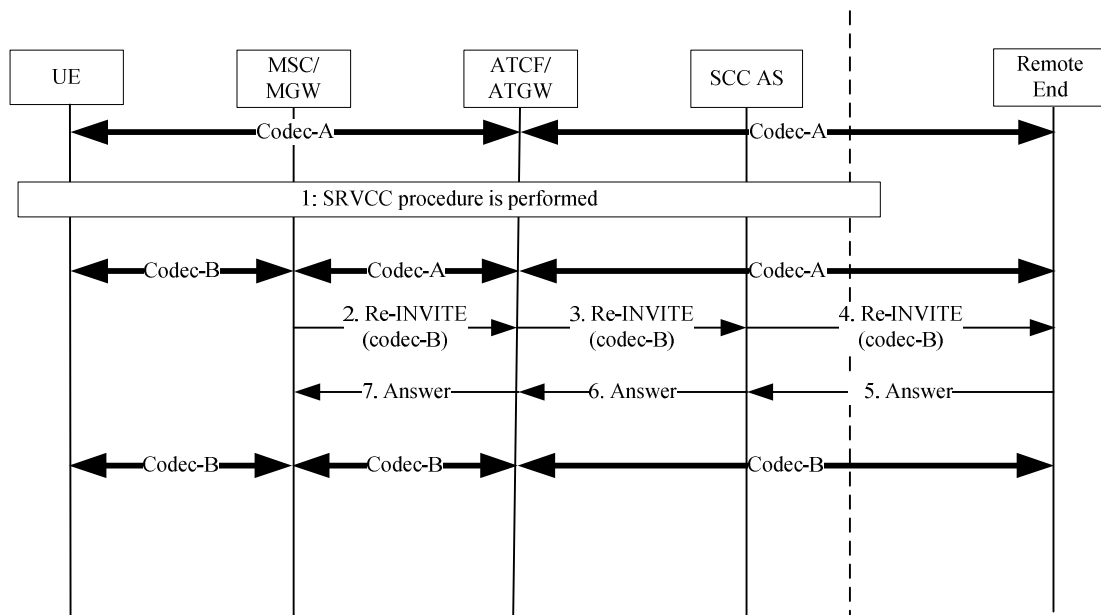 UE
MSC/
MGW
ATCF/
ATGW
SCC AS
Remote
End
Codec-A
Codec-A
1: SRVCC procedure is performed
Codec-B
Codec-A
Codec-A
2. Re-INVITE
(codec-B)
3. Re-INVITE
(codec-B)
4. Re-INVITE
(codec-B)
7. Answer
6. Answer
5. Answer
Codec-B
Codec-B
Codec-B